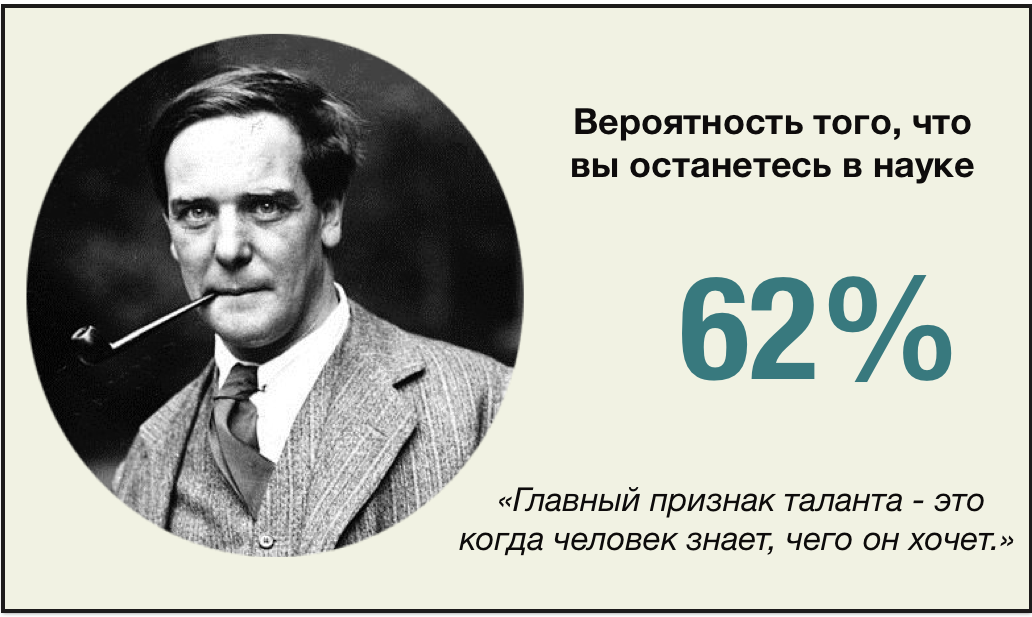 Вероятность того, что
вы останетесь в науке
62%
«Главный признак таланта - это
когда человек знает, чего он хочет.»